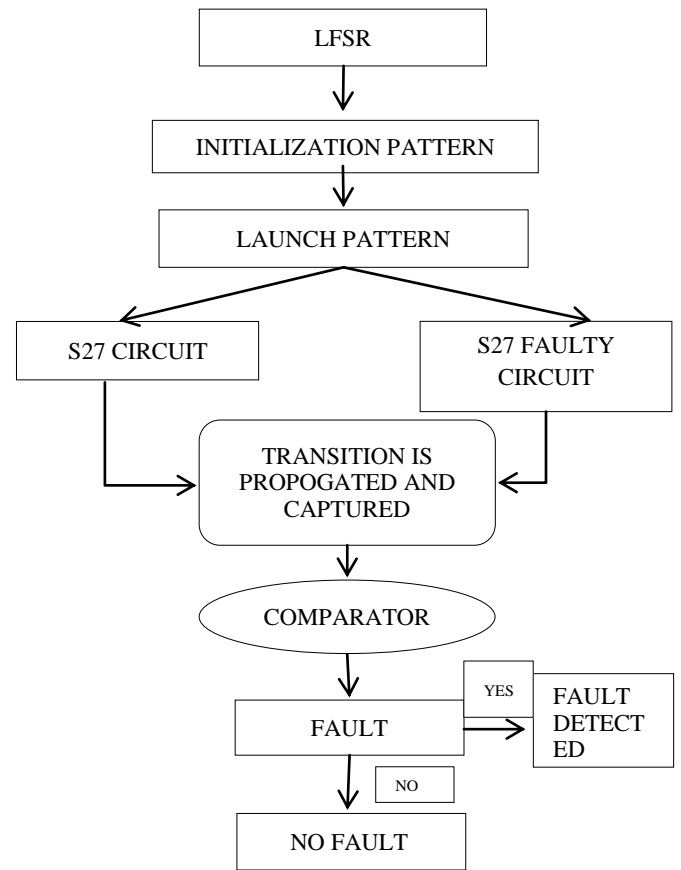 LFSR
INITIALIZATION PATTERN
LAUNCH PATTERN
S27 CIRCUIT
S27 FAULTY
CIRCUIT
TRANSITION IS
PROPOGATED AND
CAPTURED
COMPARATOR
FAULT
YES
FAULT
DETECT
ED
NO
NO FAULT